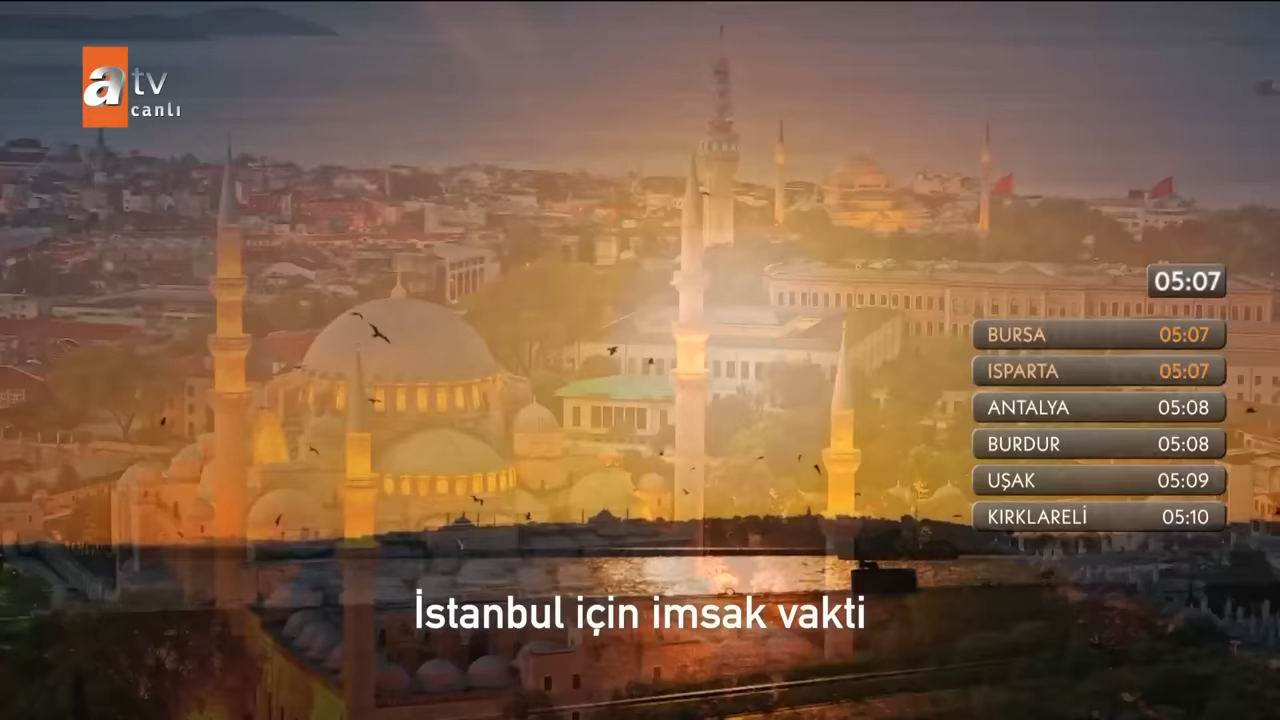 atv
canlı
05:07
BURSA 05:07
ISPARTA 05:07
ANTALYA 05:08
BURDUR 05:08
UŞAK 05:09
KIRKLARELİ 05:10
İstanbul için imsak vakti